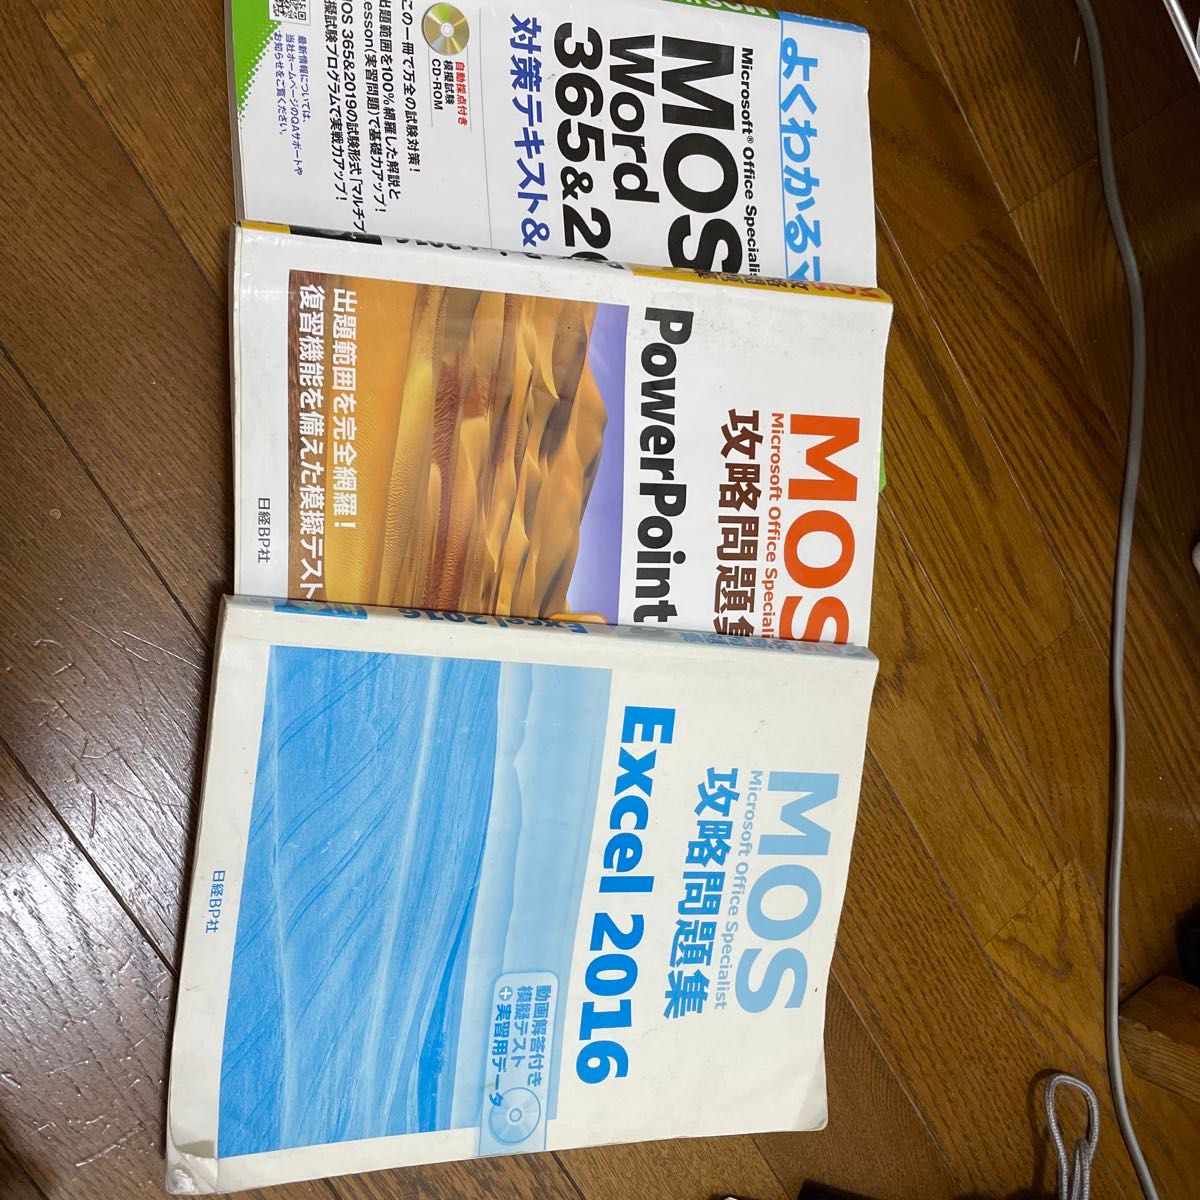 よくわかるマ
Microsoft® Office Specialis
MOS
Word
365&20
対策テキスト&
自動採点付き
模擬試験
CD-ROM
この一冊で万全の試験対策！
出題範囲を100%網羅した解説と
Lesson(実習問題)で基礎力アップ！
MOS 365&2019の試験形式「マルチプ
擬試験プログラムで実戦力アップ！
最新情報については、
当社ホームページのQAサポートや
お知らせをご覧ください。
MOS
Microsoft Office Speciali
攻略問題集
PowerPoint
出題範囲を完全網羅！
復習機能を備えた模擬テスト
日経BP社
Excel 2016
MOS
Microsoft Office Specialist
攻略問題集
Excel 2016
動画解答付き
模擬テスト
+実習用データ
日経BP社